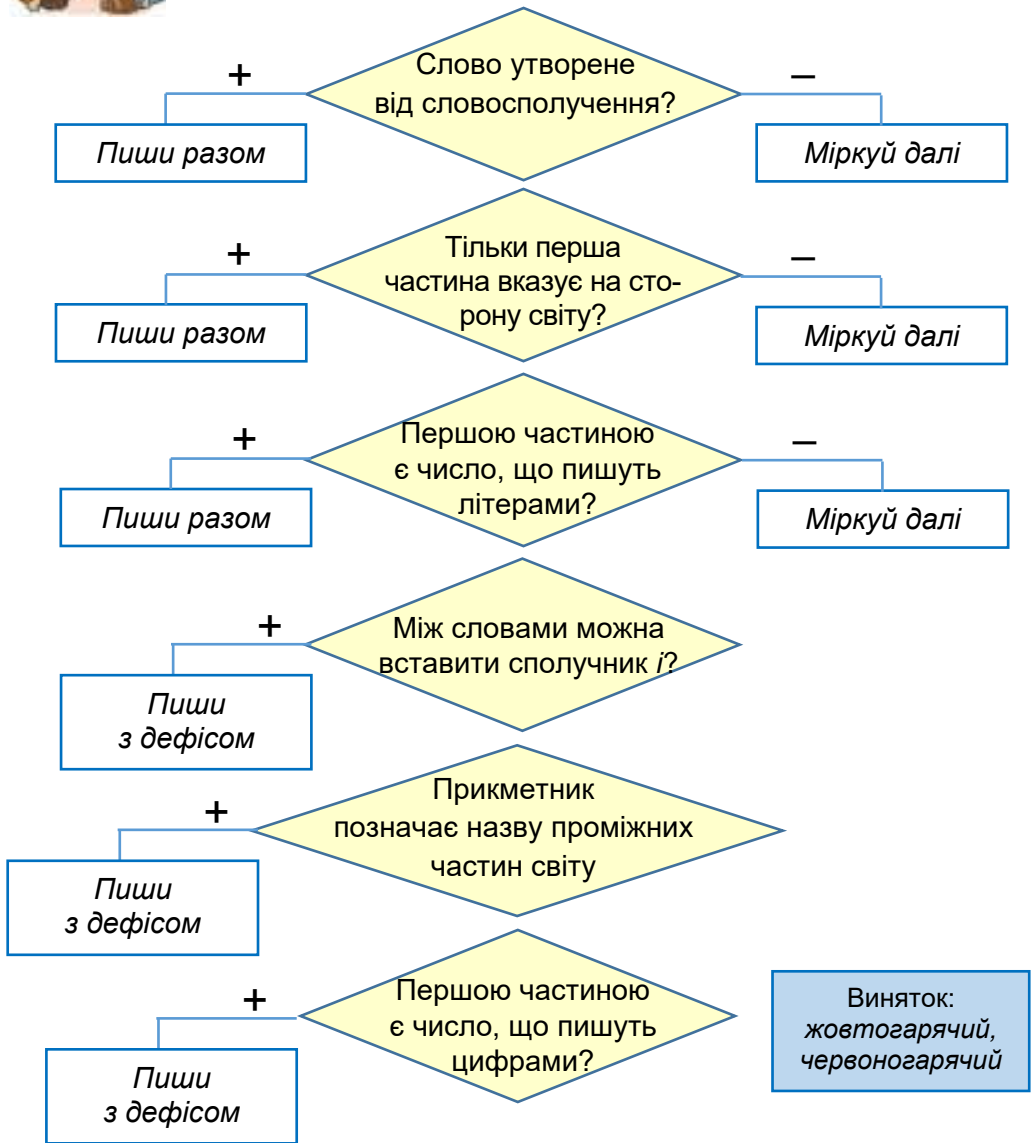 +
Слово утворене
від словосполучення?
–
Пиши разом
Міркуй далі
+
Тільки перша
частина вказує на сто-
рону світу?
–
Пиши разом
Міркуй далі
+
Першою частиною
є число, що пишуть
літерами?
–
Пиши разом
Міркуй далі
+
Між словами можна
вставити сполучник і?
Пиши
з дефісом
+
Прикметник
позначає назву проміжних
частин світу
Пиши
з дефісом
+
Першою частиною
є число, що пишуть
цифрами?
Пиши
з дефісом
Виняток:
жовтогарячий,
червоногарячий